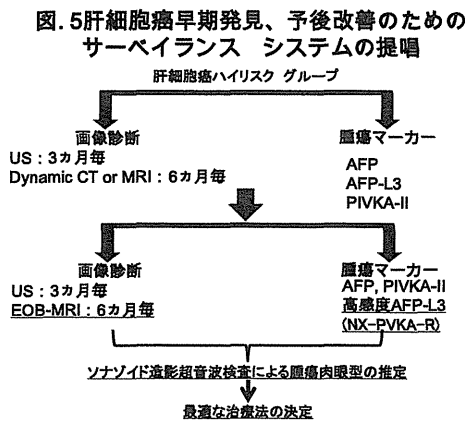 図.5肝細胞癌早期発見、予後改善のための
サーベイランス システムの提唱
肝細胞癌ハイリスク グループ
画像診断
US：3カ月毎
Dynamic CT or MRI：6カ月毎
腫瘍マーカー
AFP
AFP-L3
PIVKA-II
画像診断
US：3カ月毎
EOB-MRI：6カ月毎
腫瘍マーカー
AFP, PIVKA-II
高感度AFP-L3
(NX-PVKA-R)
ソナゾイド造影超音波検査による腫瘍肉眼型の推定
最適な治療法の決定